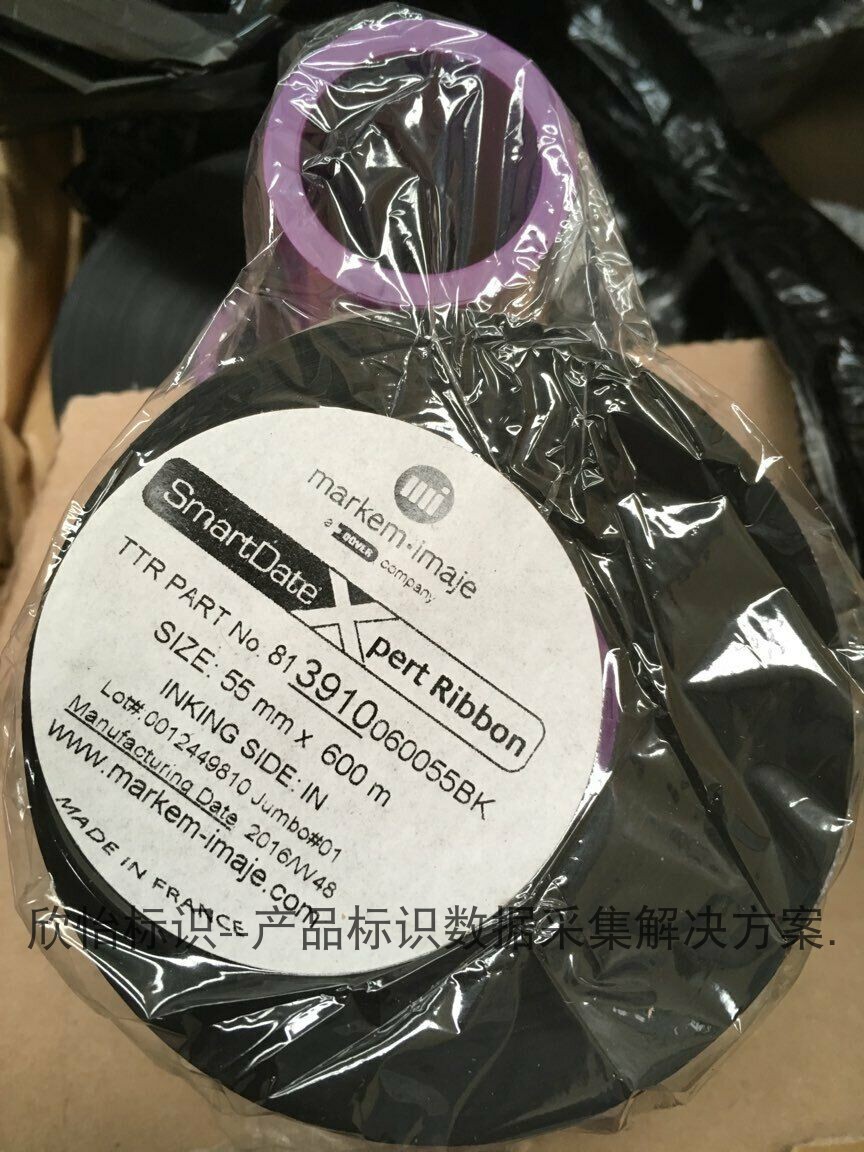 mi
markem·imaje
a DOVER company
SmartDate Xpert Ribbon
TTR PART No. 813910060055BK
SIZE: 55 mm x 600 m
INKING SIDE: IN
Lot#.0012449810 Jumbo#01
Manufacturing Date 2016/W48
www.markem-imaje.com
MADE IN FRANCE
欣怡标识--产品标识数据采集解决方案.